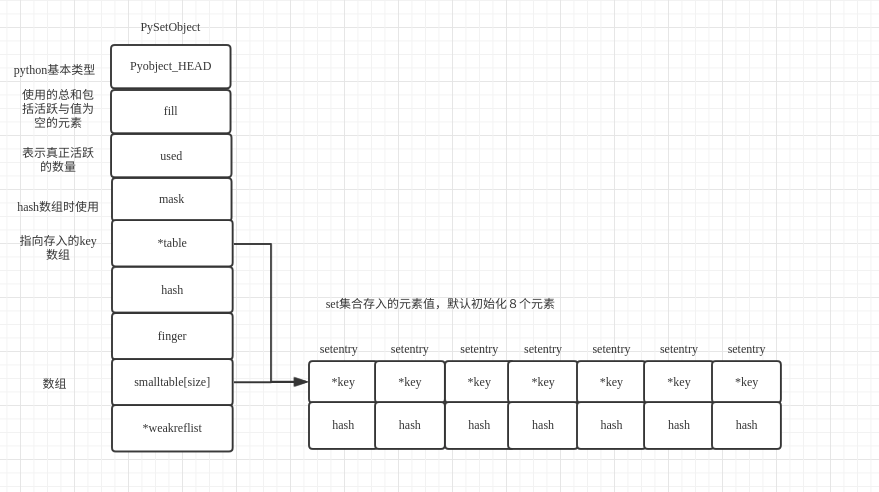 PySetObject
python基本类型
Pyobject_HEAD
使用的总和包
括活跃与值为
空的元素
fill
表示真正活跃
的数量
used
hash数组时使用
mask
指向存入的key
数组
*table
hash
finger
数组
smalltable[size]
*weakreflist
set集合存入的元素值，默认初始化８个元素
setentry setentry setentry setentry setentry setentry setentry
*key *key *key *key *key *key *key
hash hash hash hash hash hash hash